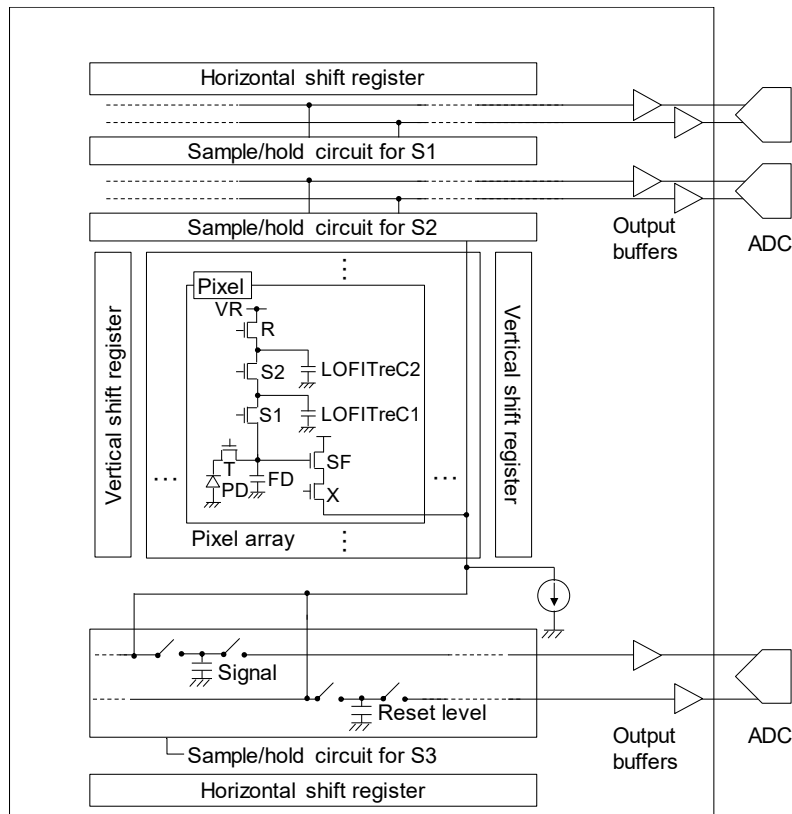 Horizontal shift register
Sample/hold circuit for S1
Sample/hold circuit for S2
Output
buffers
ADC
Vertical shift register
Pixel
VR
R
S2
LOFITreC2
S1
LOFITreC1
T
SF
PD
FD
X
Pixel array
Vertical shift register
Signal
Reset level
Sample/hold circuit for S3
Output
buffers
ADC
Horizontal shift register